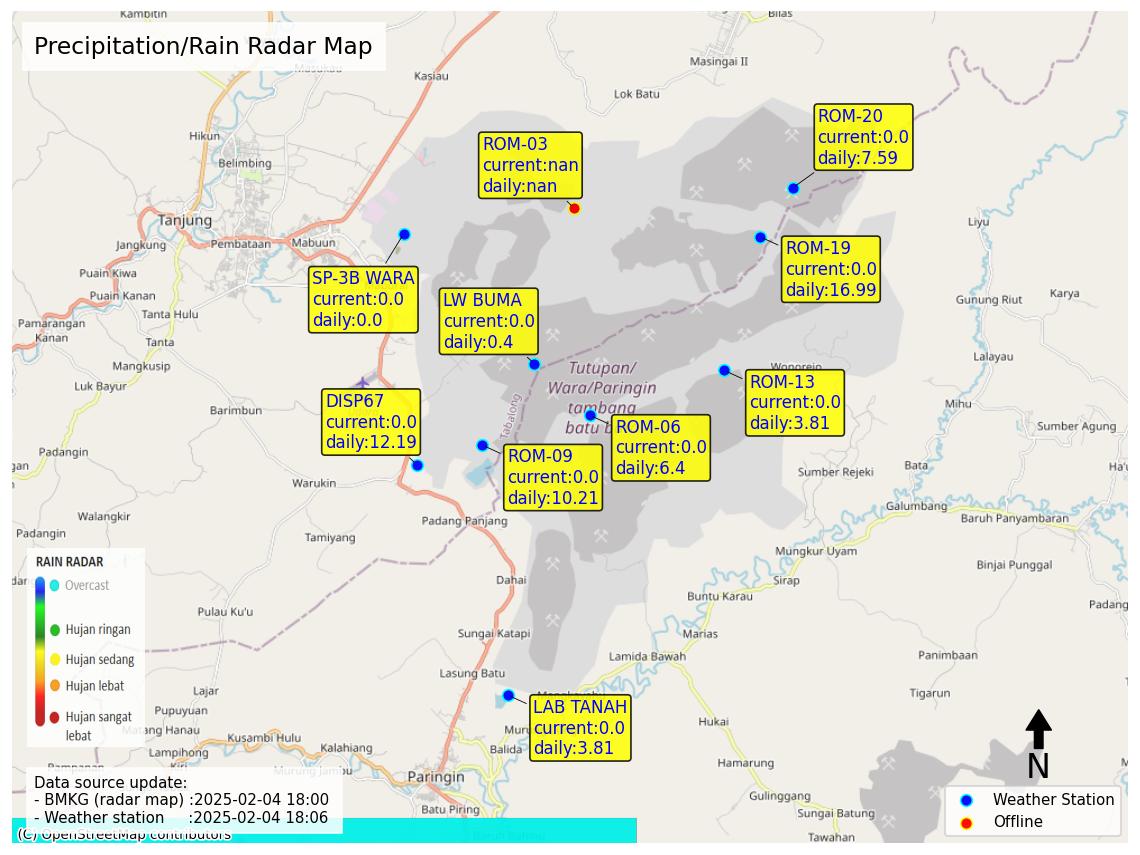 Kambitin
Bilas
Precipitation/Rain Radar Map
Masukau
Kasiau
Masingai II
Lok Batu
ROM-20
current:0.0
daily:7.59
Hikun
ROM-03
current:nan
daily:nan
Belimbing
Tanjung
Liyu
Jangkung
Pembataan
Mabuun
ROM-19
current:0.0
daily:16.99
Puain Kiwa
SP-3B WARA
current:0.0
daily:0.0
Puain Kanan
LW BUMA
current:0.0
daily:0.4
Gunung Riut
Karya
Tanta Hulu
Pamarangan
Kanan
Tanta
Mangkusip
Lalayau
Tutupan/
Wara/Paringin
tambang
batu b
Wonorejo
ROM-13
current:0.0
daily:3.81
Luk Bayur
DISP67
current:0.0
daily:12.19
Barimbun
Tabalong
Mihu
ROM-06
current:0.0
daily:6.4
Sumber Agung
Padangin
ROM-09
current:0.0
daily:10.21
gan
Bata
Sumber Rejeki
Ha'u
Warukin
Galumbang
Walangkir
Padang Panjang
Baruh Panyambaran
Padangin
Tamiyang
Mungkur Uyam
RAIN RADAR
Overcast
Hujan ringan
Hujan sedang
Hujan lebat
Hujan sangat
lebat
Binjai Punggal
Dahai
Sirap
Buntu Karau
Padang
Pulau Ku'u
Sungai Katapi
Marias
Lamida Bawah
Panimbaan
Lasung Batu
Lajar
Tigarun
LAB TANAH
current:0.0
daily:3.81
Pupuyuan
Matang Hanau
Kusambi Hulu
Muru
Hukai
Lampihong
Kalahiang
Balida
Hamarung
N
Murung Jambu
Paringin
Data source update:
- BMKG (radar map) :2025-02-04 18:00
- Weather station :2025-02-04 18:06
Batu Piring
Gulinggang
Sungai Batung
Weather Station
Offline
(C) OpenStreetMap contributors
Tawahan